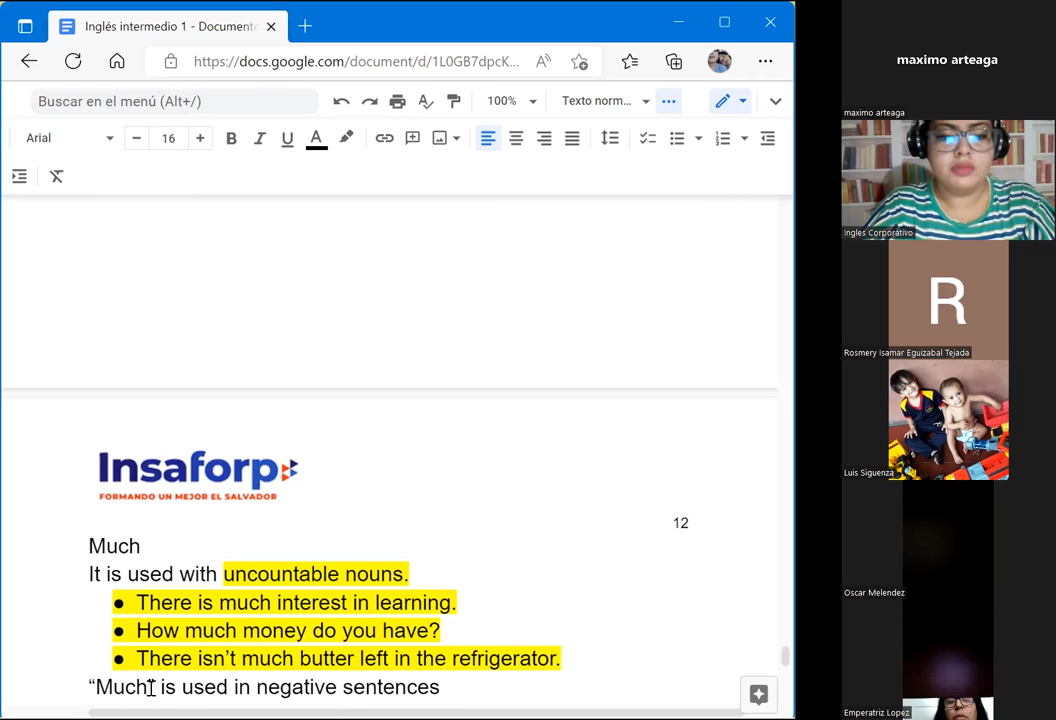 Inglés intermedio 1 - Document
https://docs.google.com/document/d/1L0GB7dpcK...
Buscar en el menú (Alt+/)
100%
Texto norm...
Arial
16
B I U A
Insaforp
FORMANDO UN MEJOR EL SALVADOR
12
Much
It is used with uncountable nouns.
● There is much interest in learning.
● How much money do you have?
● There isn’t much butter left in the refrigerator.
“Much” is used in negative sentences
maximo arteaga
maximo arteaga
Ingles Corporativo
R
Rosmery Isamar Eguizabal Tejada
Luis Siguenza
Oscar Melendez
Emperatriz Lopez